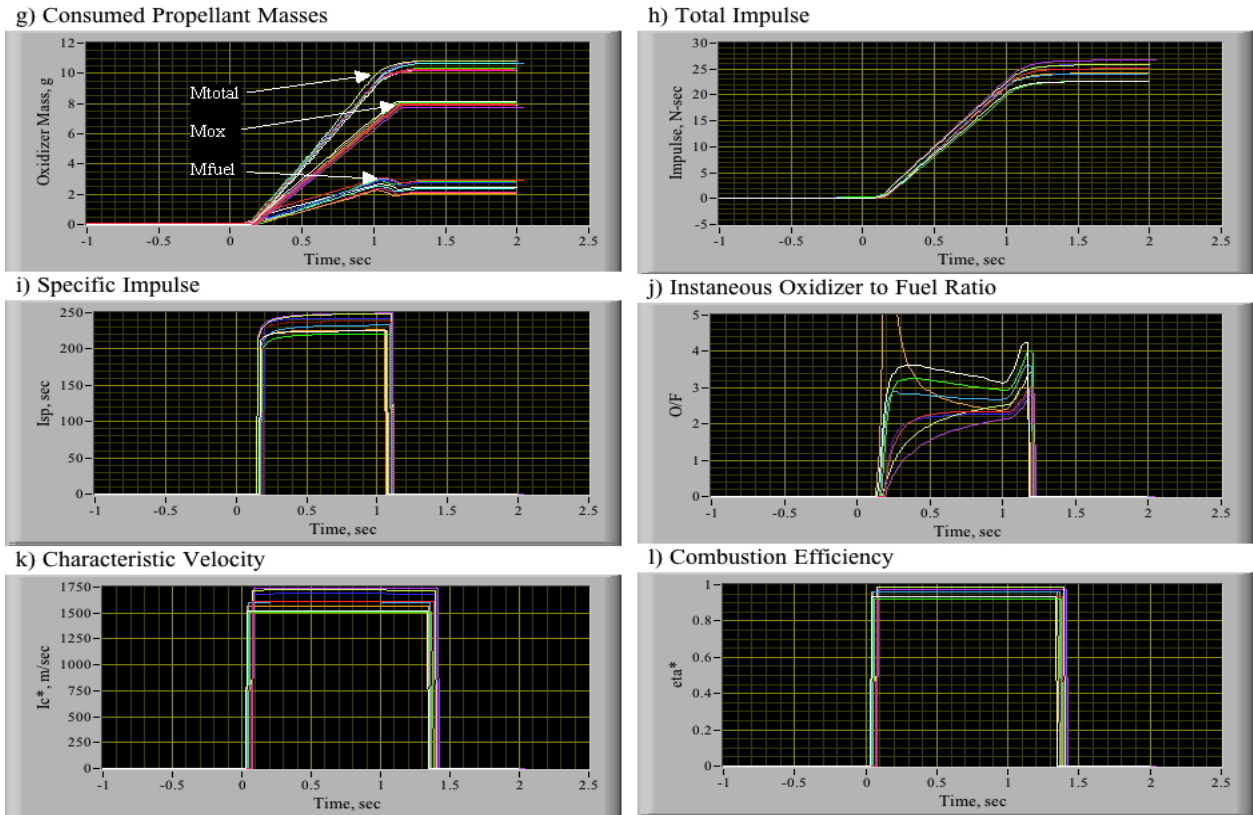 g) Consumed Propellant Masses
12
10
8
6
4
2
0
Oxidizer Mass, g
Mtotal
Mox
Mfuel
-1 -0.5 0 0.5 1 1.5 2 2.5
Time, sec
h) Total Impulse
30
25
20
15
10
5
0
-5
Impulse, N-sec
-1 -0.5 0 0.5 1 1.5 2 2.5
Time, sec
i) Specific Impulse
250
200
150
100
50
0
Isp, sec
-1 -0.5 0 0.5 1 1.5 2 2.5
Time, sec
j) Instaneous Oxidizer to Fuel Ratio
5
4
3
2
1
0
O/F
-1 -0.5 0 0.5 1 1.5 2 2.5
Time, sec
k) Characteristic Velocity
1750
1500
1250
1000
750
500
250
0
Ic*, m/sec
-1 -0.5 0 0.5 1 1.5 2 2.5
Time, sec
l) Combustion Efficiency
1
0.8
0.6
0.4
0.2
0
eta*
-1 -0.5 0 0.5 1 1.5 2 2.5
Time, sec